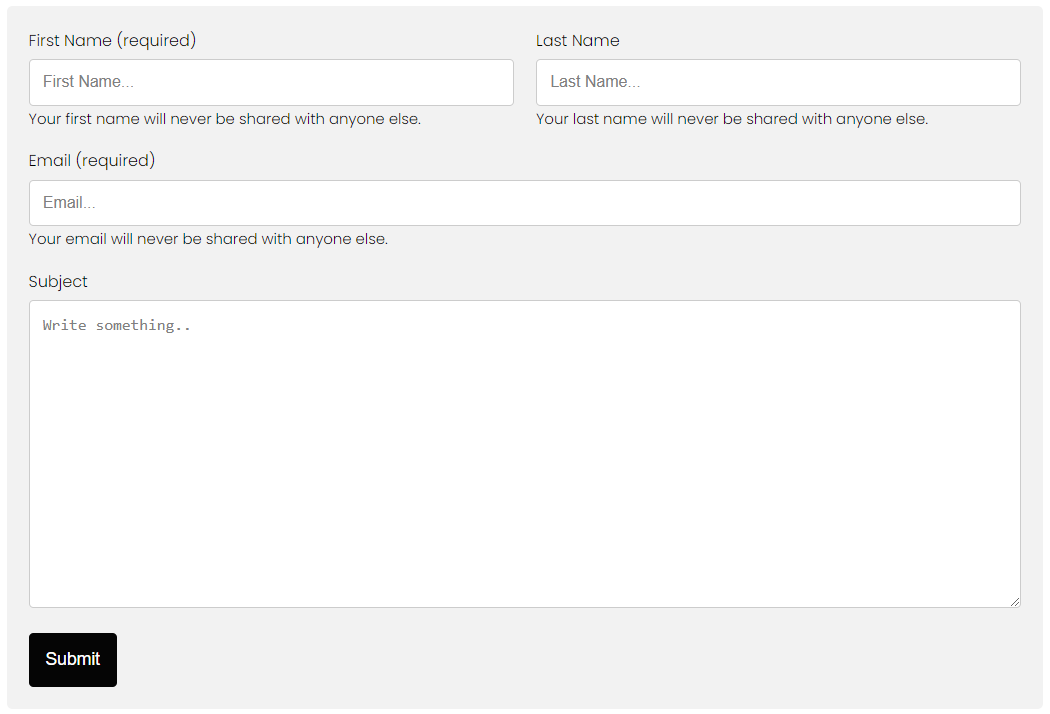 First Name (required)
Last Name
First Name...
Last Name...
Your first name will never be shared with anyone else.
Your last name will never be shared with anyone else.
Email (required)
Email...
Your email will never be shared with anyone else.
Subject
Write something..
Submit